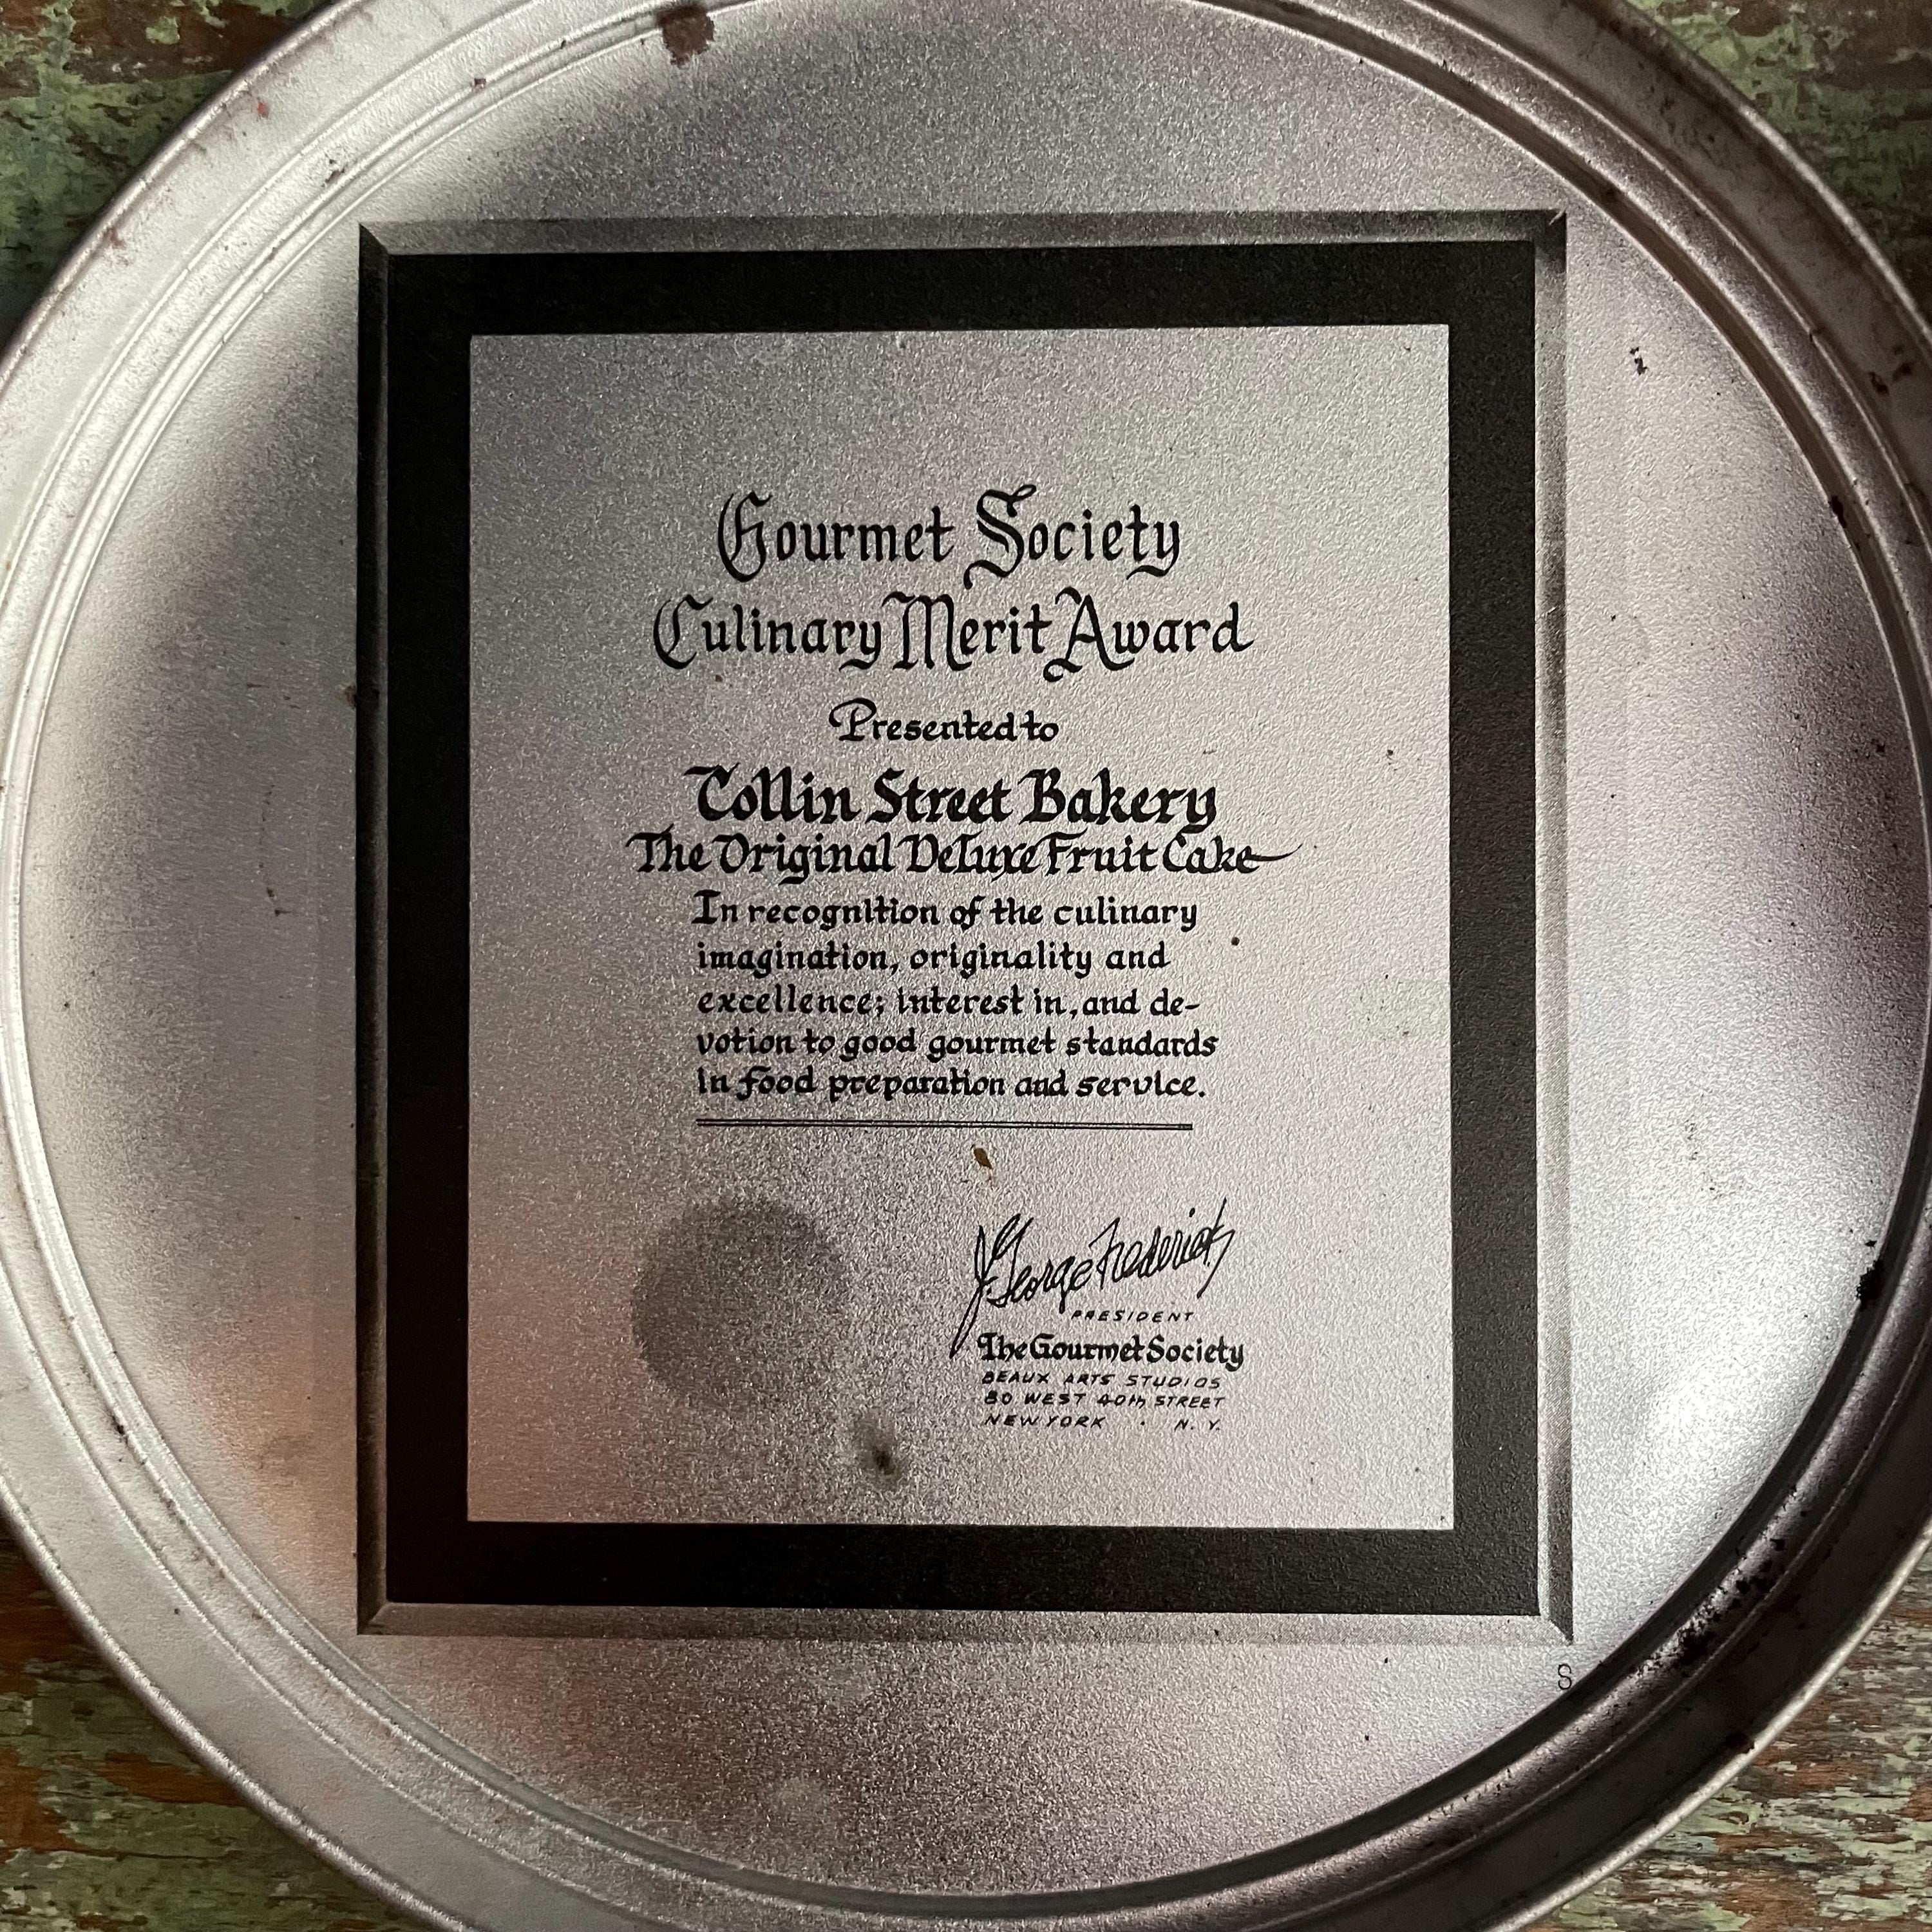 Gourmet Society
Culinary Merit Award
Presented to
Collin Street Bakery
The Original DeLuxe Fruit Cake
In recognition of the culinary
imagination, originality and
excellence; interest in, and de-
votion to good gourmet standards
in food preparation and service.
J. George Frederick
PRESIDENT
The Gourmet Society
BEAUX ARTS STUDIOS
80 WEST 40th STREET
NEW YORK · N. Y.
S